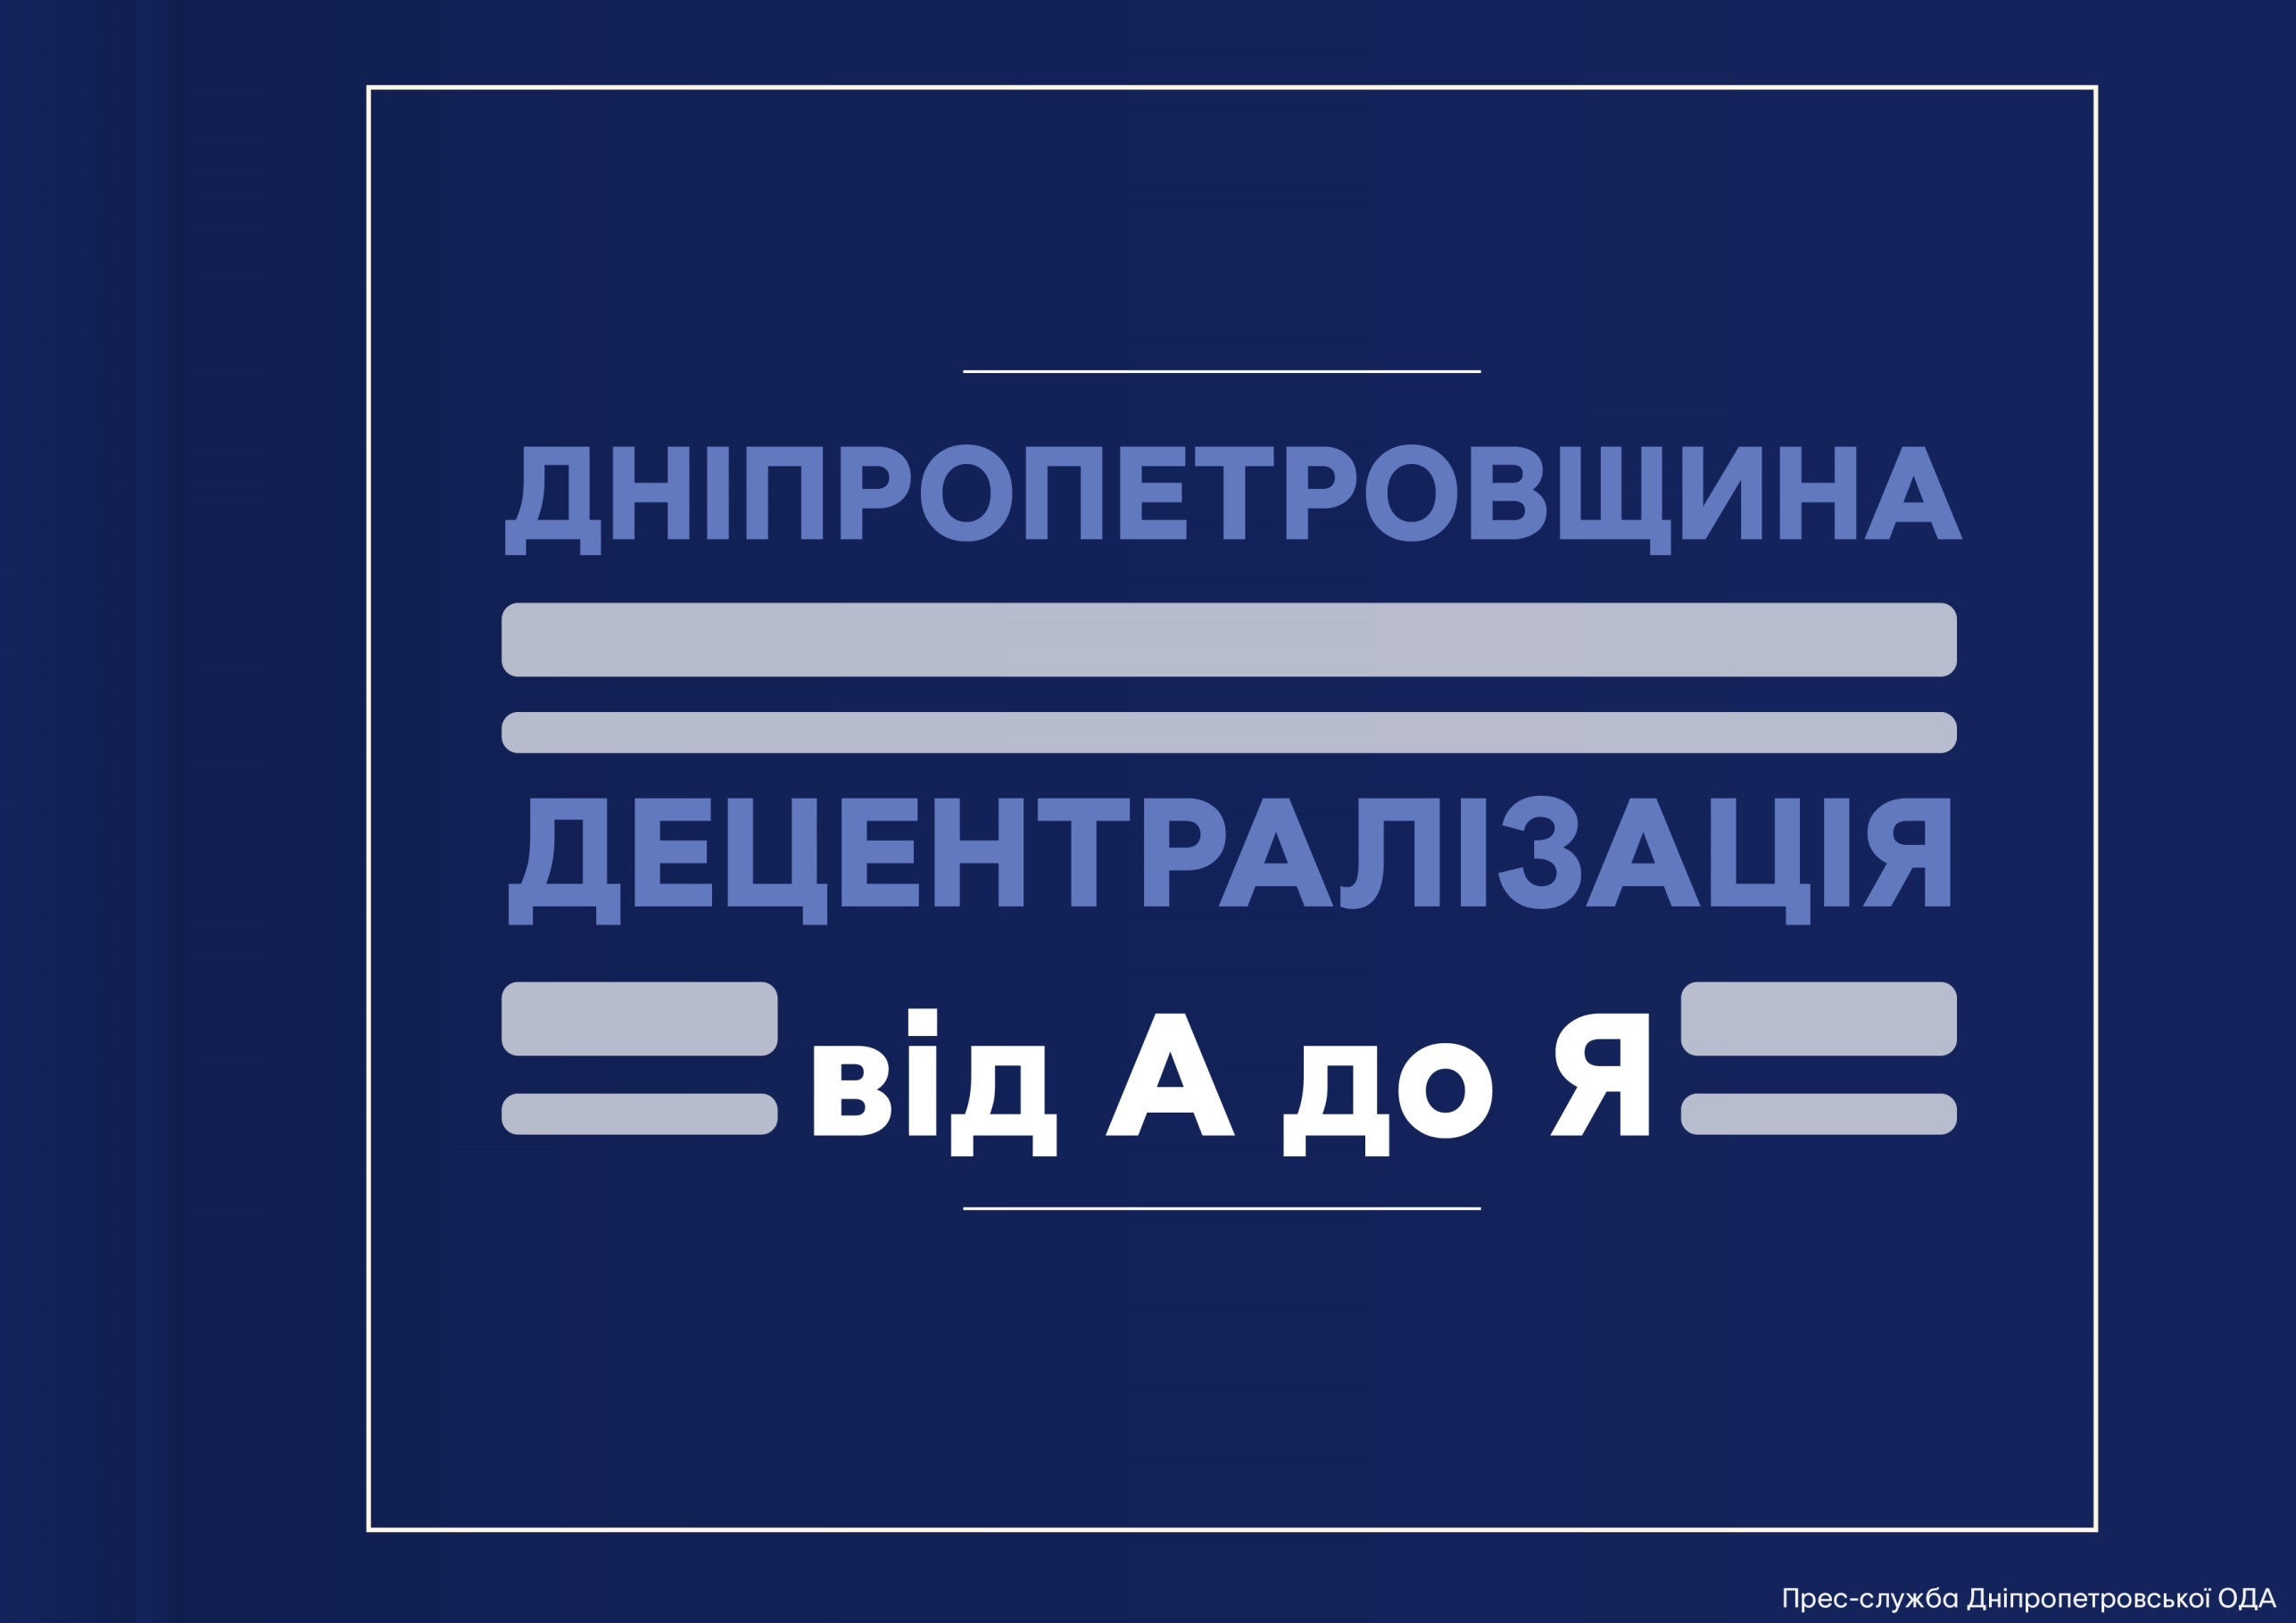 ДНІПРОПЕТРОВЩИНА
ДЕЦЕНТРАЛІЗАЦІЯ
від А до Я
Прес-служба Дніпропетровської ОДА